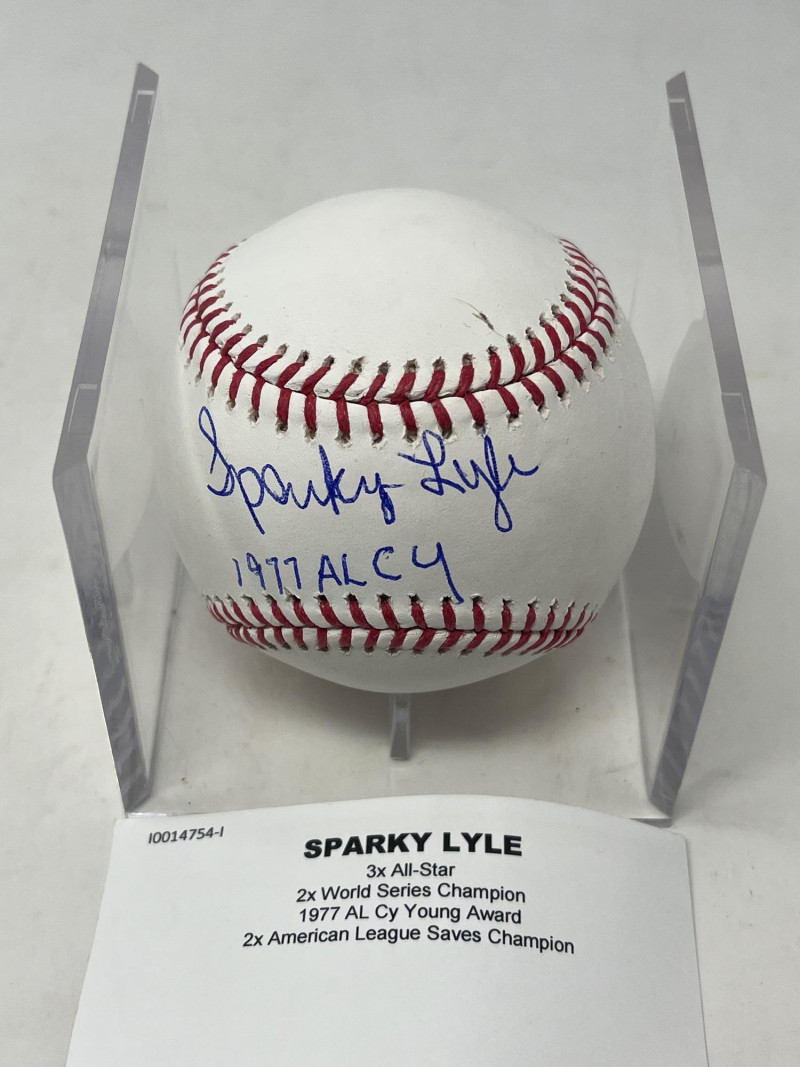 Sparky Lyle
1977 AL CY
I0014754-I
SPARKY LYLE
3x All-Star
2x World Series Champion
1977 AL Cy Young Award
2x American League Saves Champion